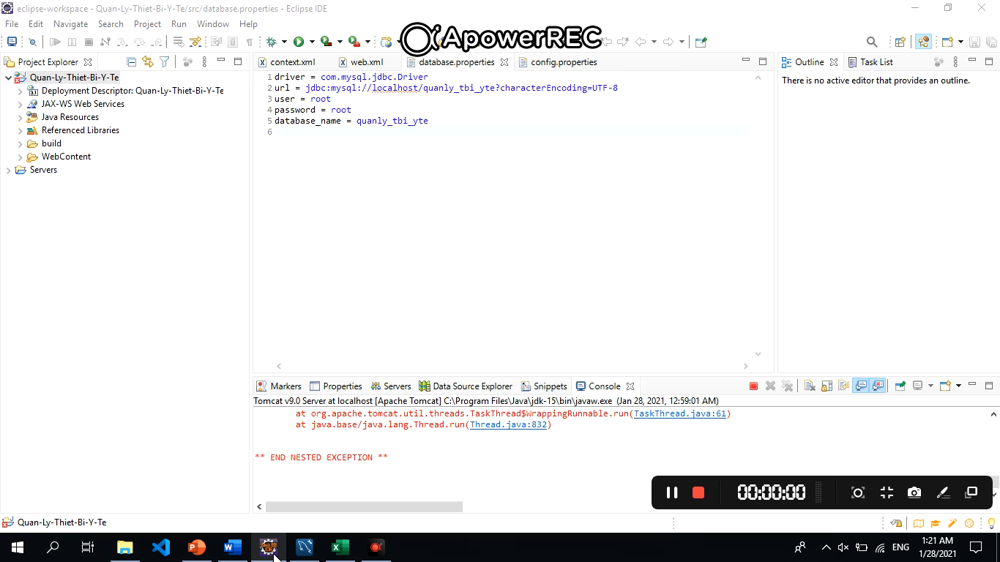 eclipse-workspace - Quan-Ly-Thiet-Bi-Y-Te/src/database.properties - Eclipse IDE
File Edit Navigate Search Project Run Window Help
ApowerREC
Project Explorer
context.xml web.xml database.properties config.properties
Outline Task List
Quan-Ly-Thiet-Bi-Y-Te
Deployment Descriptor: Quan-Ly-Thiet-Bi-Y-Te
JAX-WS Web Services
Java Resources
Referenced Libraries
build
WebContent
Servers
1 driver = com.mysql.jdbc.Driver
2 url = jdbc:mysql://localhost/quanly_tbi_yte?characterEncoding=UTF-8
3 user = root
4 password = root
5 database_name = quanly_tbi_yte
6
There is no active editor that provides an outline.
Markers Properties Servers Data Source Explorer Snippets Console
Tomcat v9.0 Server at localhost [Apache Tomcat] C:\Program Files\Java\jdk-15\bin\javaw.exe (Jan 28, 2021, 12:59:01 AM)
at org.apache.tomcat.util.threads.TaskThread$WrappingRunnable.run(TaskThread.java:61)
at java.base/java.lang.Thread.run(Thread.java:832)
** END NESTED EXCEPTION **
00:00:00
Quan-Ly-Thiet-Bi-Y-Te
ENG
1:21 AM
1/28/2021